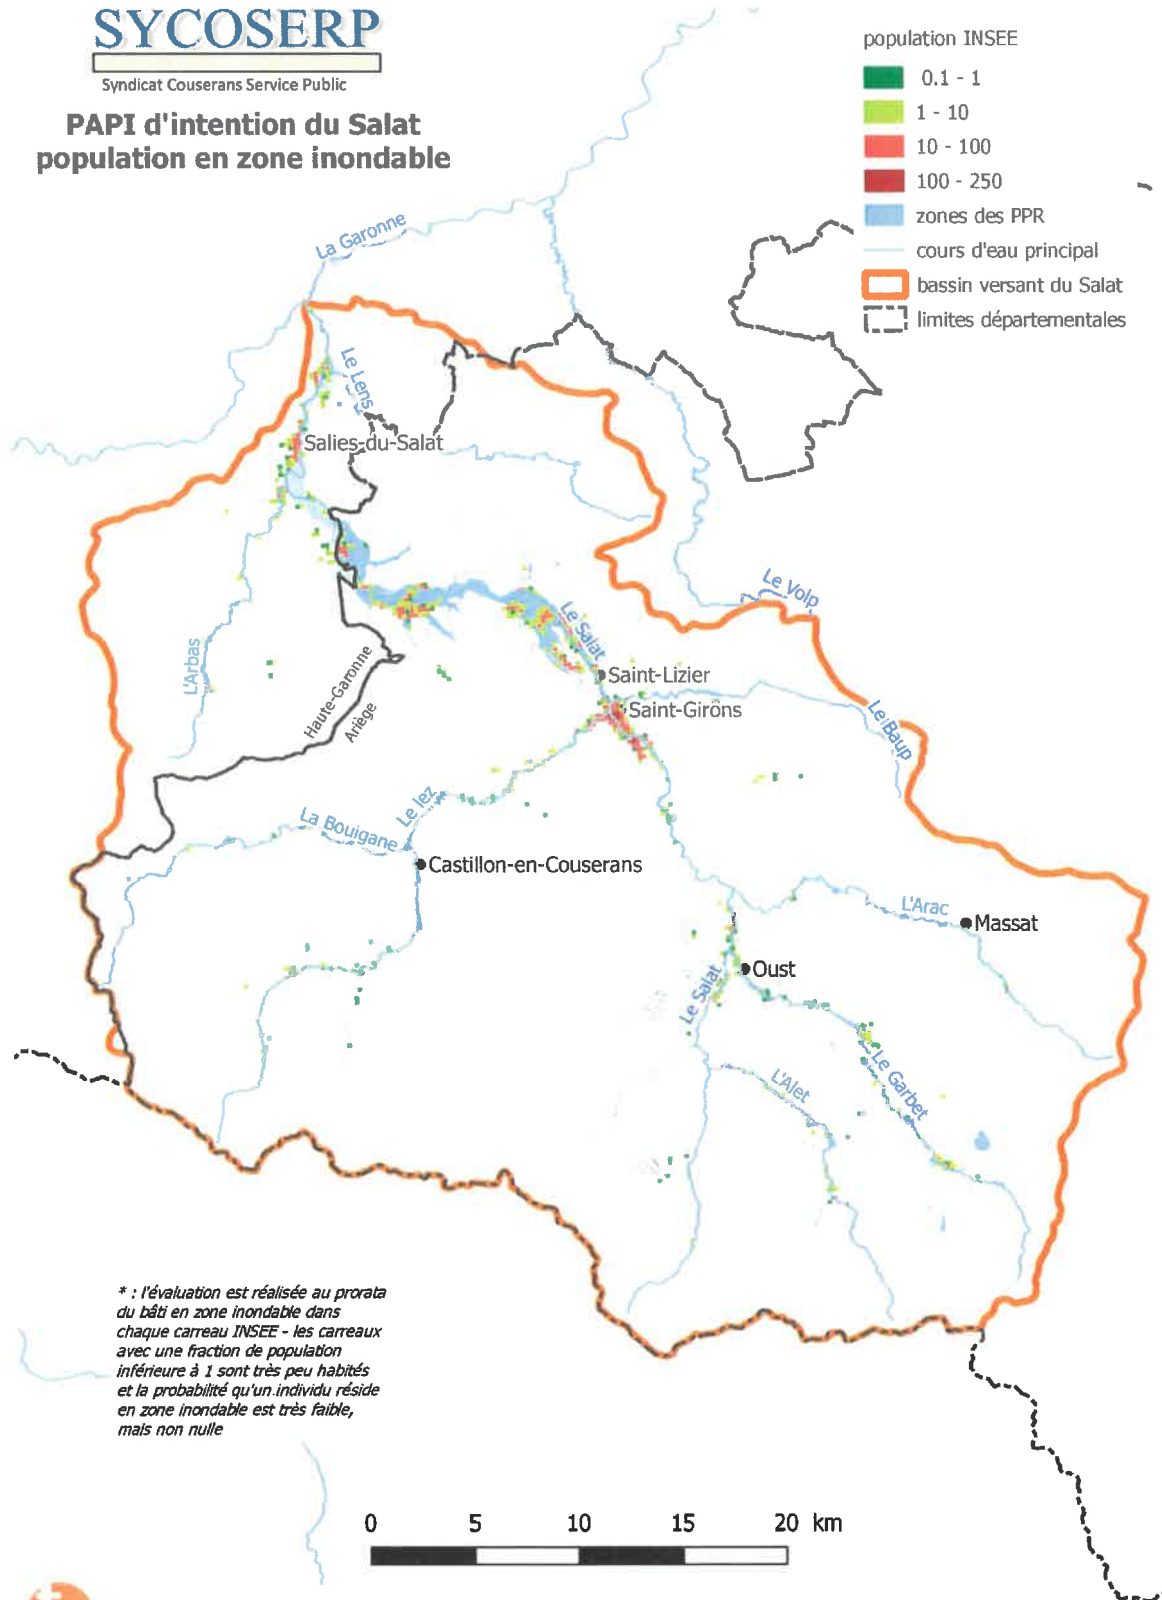 SYCOSERP
Syndicat Couserans Service Public
PAPI d'intention du Salat
population en zone inondable
population INSEE
0.1 - 1
1 - 10
10 - 100
100 - 250
zones des PPR
cours d'eau principal
bassin versant du Salat
limites départementales
La Garonne
Le Lens
Salies-du-Salat
Le Volp
L'Arbas
Le Salat
Haute-Garonne
Ariège
Saint-Lizier
Saint-Girons
Le Baup
Le lez
La Bouigane
Castillon-en-Couserans
L'Arac
Massat
Oust
Le Salat
Le Garbet
L'Alet
* : l'évaluation est réalisée au prorata
du bâti en zone inondable dans
chaque carreau INSEE - les carreaux
avec une fraction de population
inférieure à 1 sont très peu habités
et la probabilité qu'un individu réside
en zone inondable est très faible,
mais non nulle
0 5 10 15 20 km